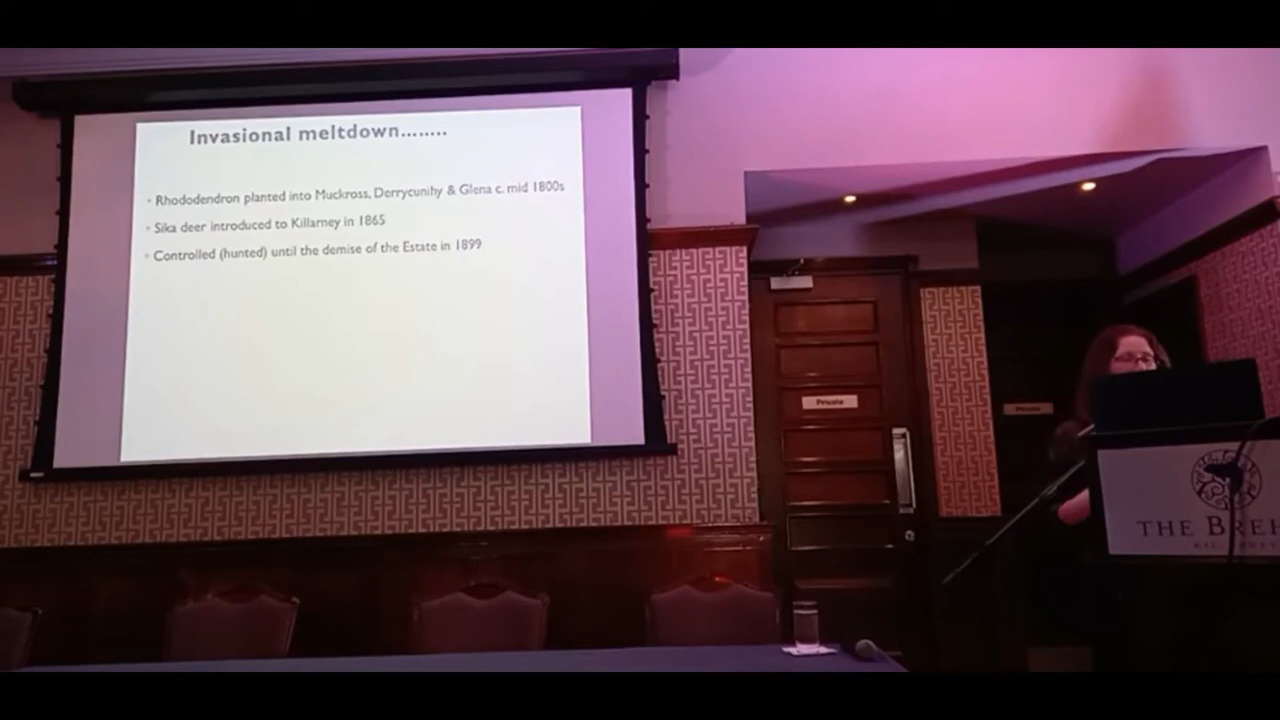 Invasional meltdown........
• Rhododendron planted into Muckross, Derrycunihy & Glena c. mid 1800s
• Sika deer introduced to Killarney in 1865
• Controlled (hunted) until the demise of the Estate in 1899
Private
Private
THE